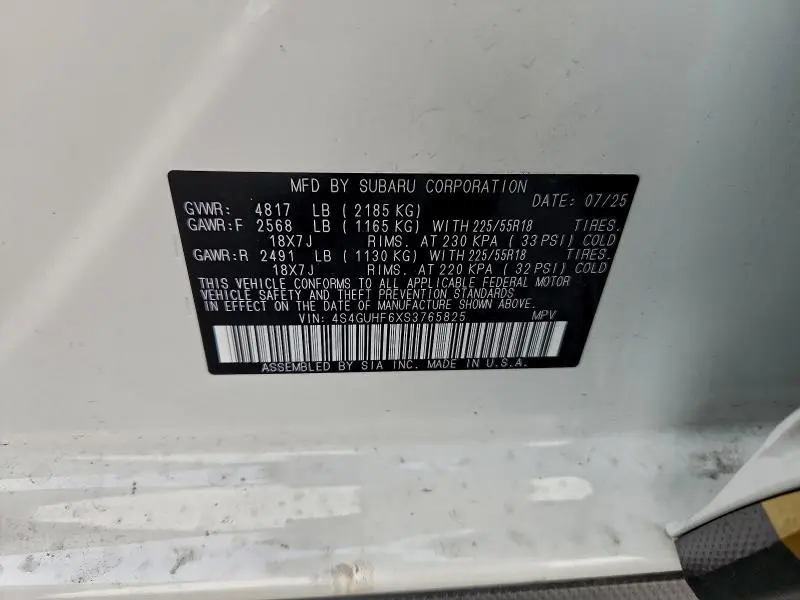 MFD BY SUBARU CORPORATION DATE: 07/25
GVWR: 4817 LB ( 2185 KG)
GAWR:F 2568 LB ( 1165 KG) WITH 225/55R18 TIRES.
18X7J RIMS. AT 230 KPA ( 33 PSI) COLD
GAWR:R 2491 LB ( 1130 KG) WITH 225/55R18 TIRES.
18X7J RIMS. AT 220 KPA ( 32 PSI) COLD
THIS VEHICLE CONFORMS TO ALL APPLICABLE FEDERAL MOTOR
VEHICLE SAFETY AND THEFT PREVENTION STANDARDS
IN EFFECT ON THE DATE OF MANUFACTURE SHOWN ABOVE.
VIN: 4S4GUHF6XS3765825 MPV
ASSEMBLED BY SIA INC. MADE IN U.S.A.